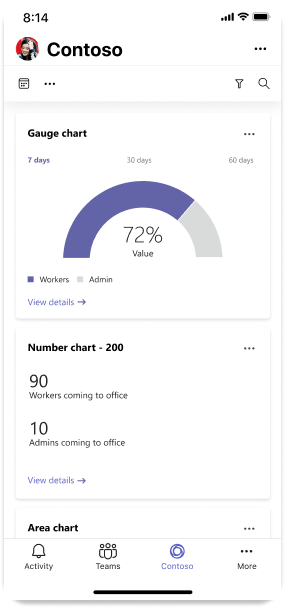 8:14
Contoso
Gauge chart
7 days 30 days 60 days
72%
Value
Workers Admin
View details
Number chart - 200
90
Workers coming to office
10
Admins coming to office
View details
Area chart
Activity Teams Contoso More